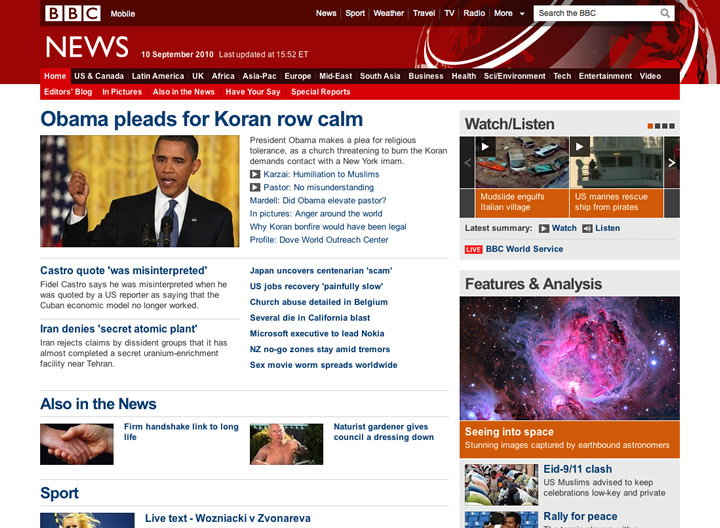 BBC Mobile
News Sport Weather Travel TV Radio More Search the BBC
NEWS 10 September 2010 Last updated at 15:52 ET
Home US & Canada Latin America UK Africa Asia-Pac Europe Mid-East South Asia Business Health Sci/Environment Tech Entertainment Video
Editors' Blog In Pictures Also in the News Have Your Say Special Reports
Obama pleads for Koran row calm
President Obama makes a plea for religious
tolerance, as a church threatening to burn the Koran
demands contact with a New York imam.
Karzai: Humiliation to Muslims
Pastor: No misunderstanding
Mardell: Did Obama elevate pastor?
In pictures: Anger around the world
Why Koran bonfire would have been legal
Profile: Dove World Outreach Center
Castro quote 'was misinterpreted'
Fidel Castro says he was misinterpreted when he
was quoted by a US reporter as saying that the
Cuban economic model no longer worked.
Iran denies 'secret atomic plant'
Iran rejects claims by dissident groups that it has
almost completed a secret uranium-enrichment
facility near Tehran.
Japan uncovers centenarian 'scam'
US jobs recovery 'painfully slow'
Church abuse detailed in Belgium
Several die in California blast
Microsoft executive to lead Nokia
NZ no-go zones stay amid tremors
Sex movie worm spreads worldwide
Also in the News
Firm handshake link to long
life
Naturist gardener gives
council a dressing down
Sport
Live text - Wozniacki v Zvonareva
Watch/Listen
Mudslide engulfs
Italian village
US marines rescue
ship from pirates
Latest summary: Watch Listen
LIVE BBC World Service
Features & Analysis
Seeing into space
Stunning images captured by earthbound astronomers
Eid-9/11 clash
US Muslims advised to keep
celebrations low-key and private
Rally for peace